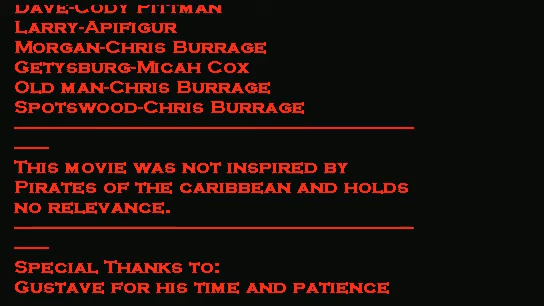 Dave-Cody Pittman
Larry-Apifigur
Morgan-Chris Burrage
Getysburg-Micah Cox
Old man-Chris Burrage
Spotswood-Chris Burrage
This movie was not inspired by
Pirates of the caribbean and holds
no relevance.
Special Thanks to:
Gustave for his time and patience